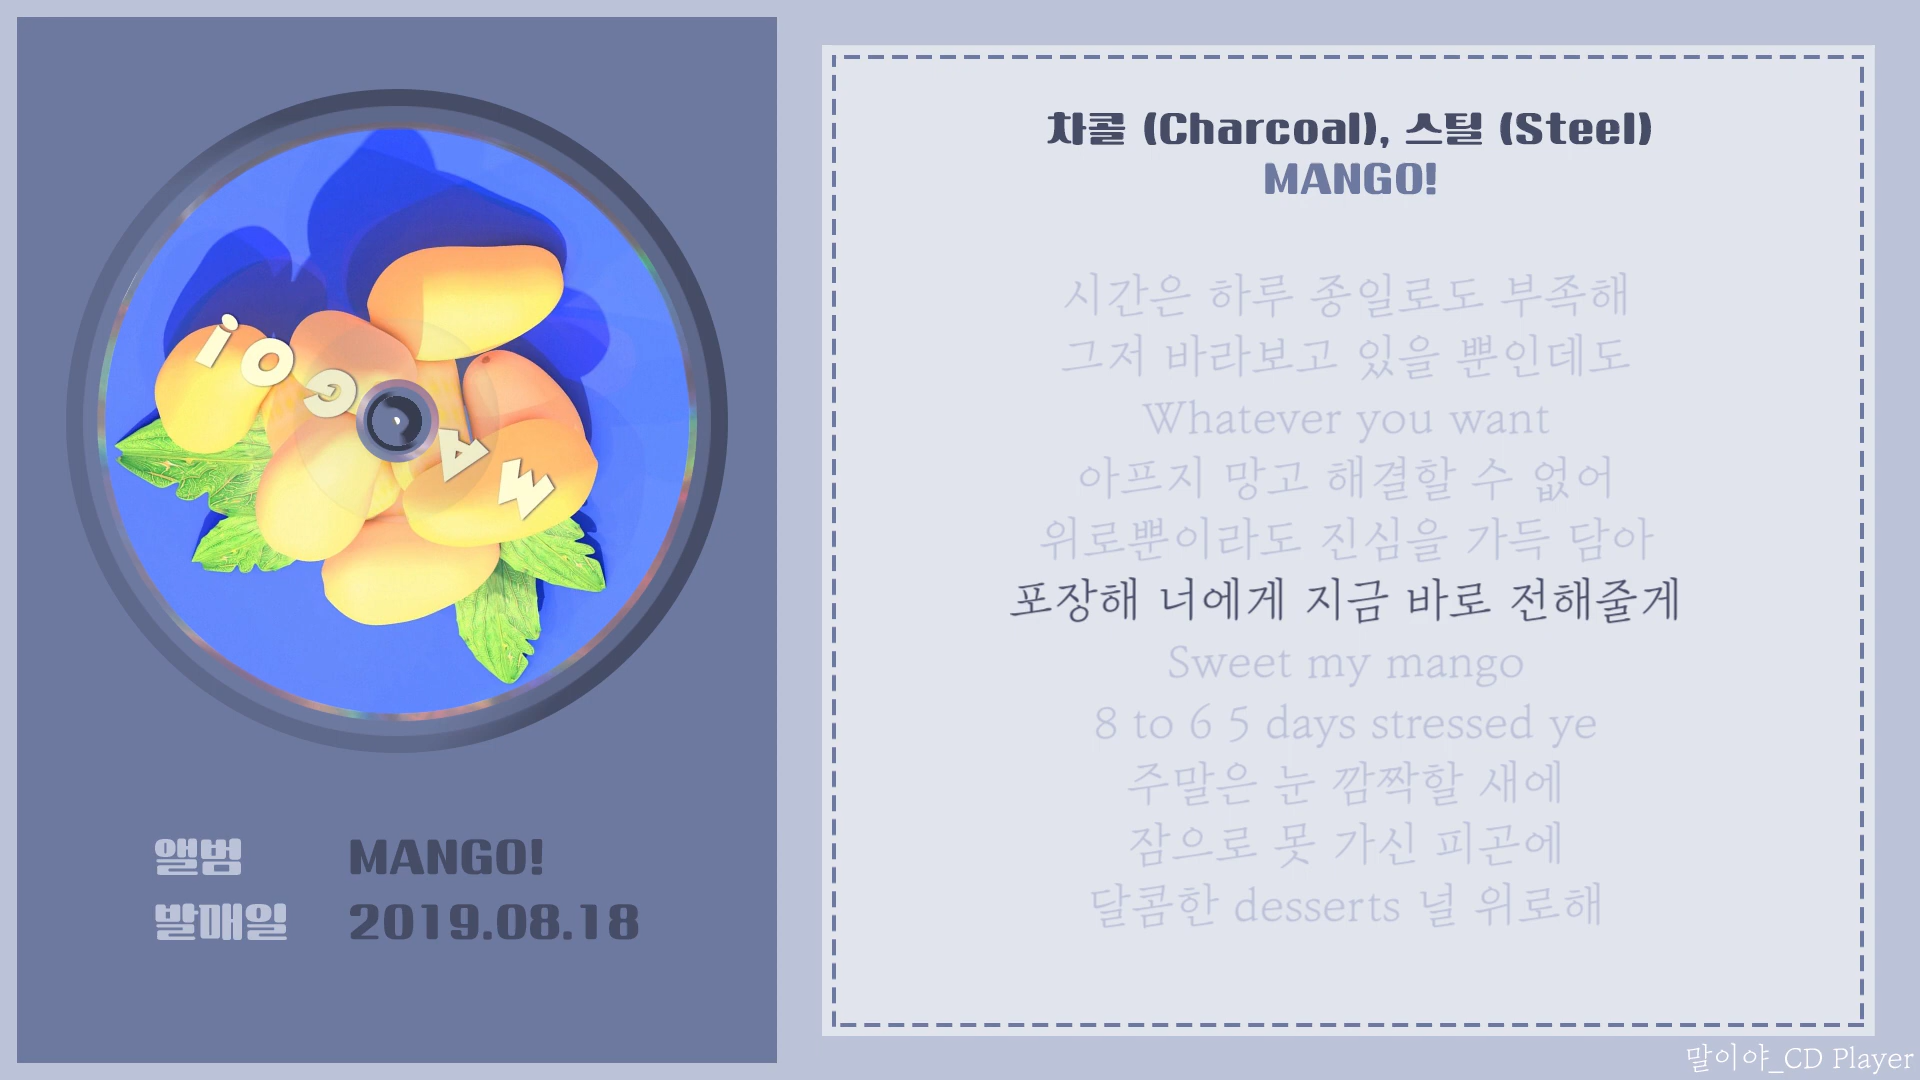 MANGO!
앨범 MANGO!
발매일 2019.08.18
차콜 (Charcoal), 스틸 (Steel)
MANGO!
시간은 하루 종일로도 부족해
그저 바라보고 있을 뿐인데도
Whatever you want
아프지 망고 해결할 수 없어
위로뿐이라도 진심을 가득 담아
포장해 너에게 지금 바로 전해줄게
Sweet my mango
8 to 6 5 days stressed ye
주말은 눈 깜짝할 새에
잠으로 못 가신 피곤에
달콤한 desserts 널 위로해
말이야_CD Player